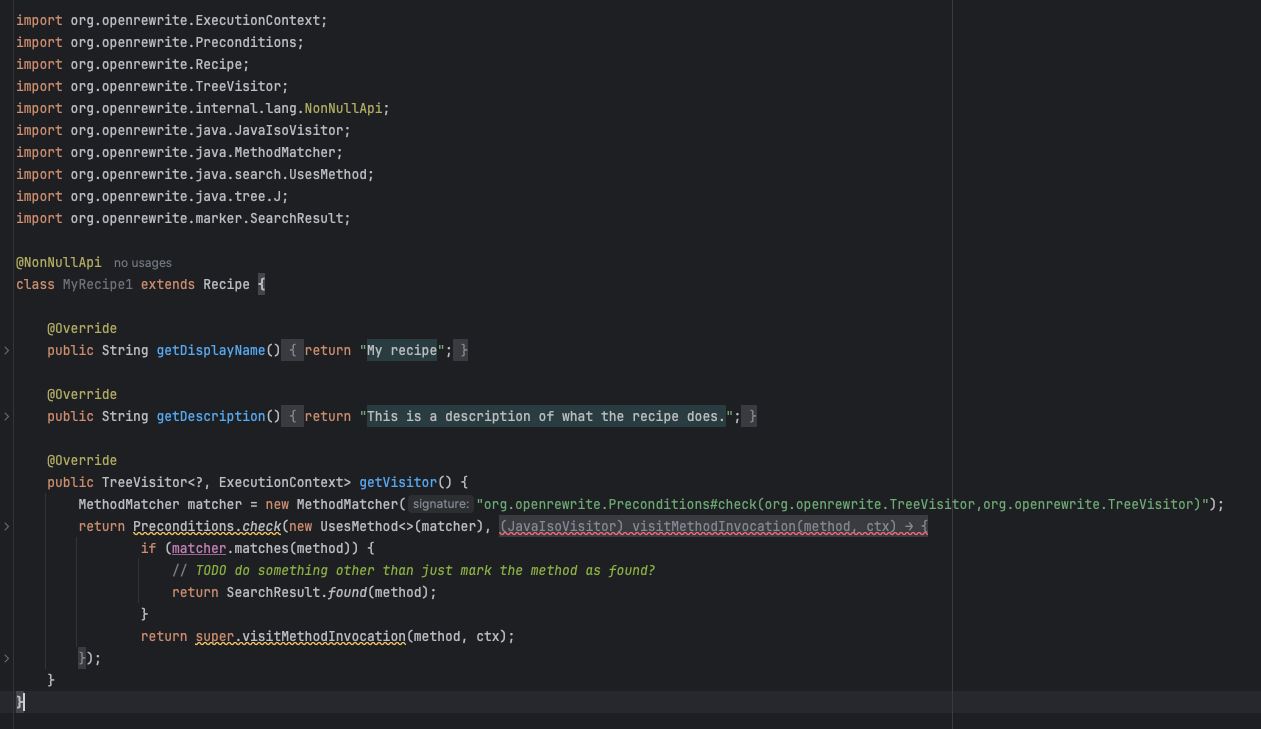 import org.openrewrite.ExecutionContext;
import org.openrewrite.Preconditions;
import org.openrewrite.Recipe;
import org.openrewrite.TreeVisitor;
import org.openrewrite.internal.lang.NonNullApi;
import org.openrewrite.java.JavaIsoVisitor;
import org.openrewrite.java.MethodMatcher;
import org.openrewrite.java.search.UsesMethod;
import org.openrewrite.java.tree.J;
import org.openrewrite.marker.SearchResult;
@NonNullApi no usages
class MyRecipe1 extends Recipe {
@Override
public String getDisplayName() { return "My recipe"; }
@Override
public String getDescription() { return "This is a description of what the recipe does."; }
@Override
public TreeVisitor<?, ExecutionContext> getVisitor() {
MethodMatcher matcher = new MethodMatcher( signature: "org.openrewrite.Preconditions#check(org.openrewrite.TreeVisitor,org.openrewrite.TreeVisitor)");
return Preconditions.check(new UsesMethod<>(matcher), (JavaIsoVisitor) visitMethodInvocation(method, ctx) → {
if (matcher.matches(method)) {
// TODO do something other than just mark the method as found?
return SearchResult.found(method);
}
return super.visitMethodInvocation(method, ctx);
});
}
}